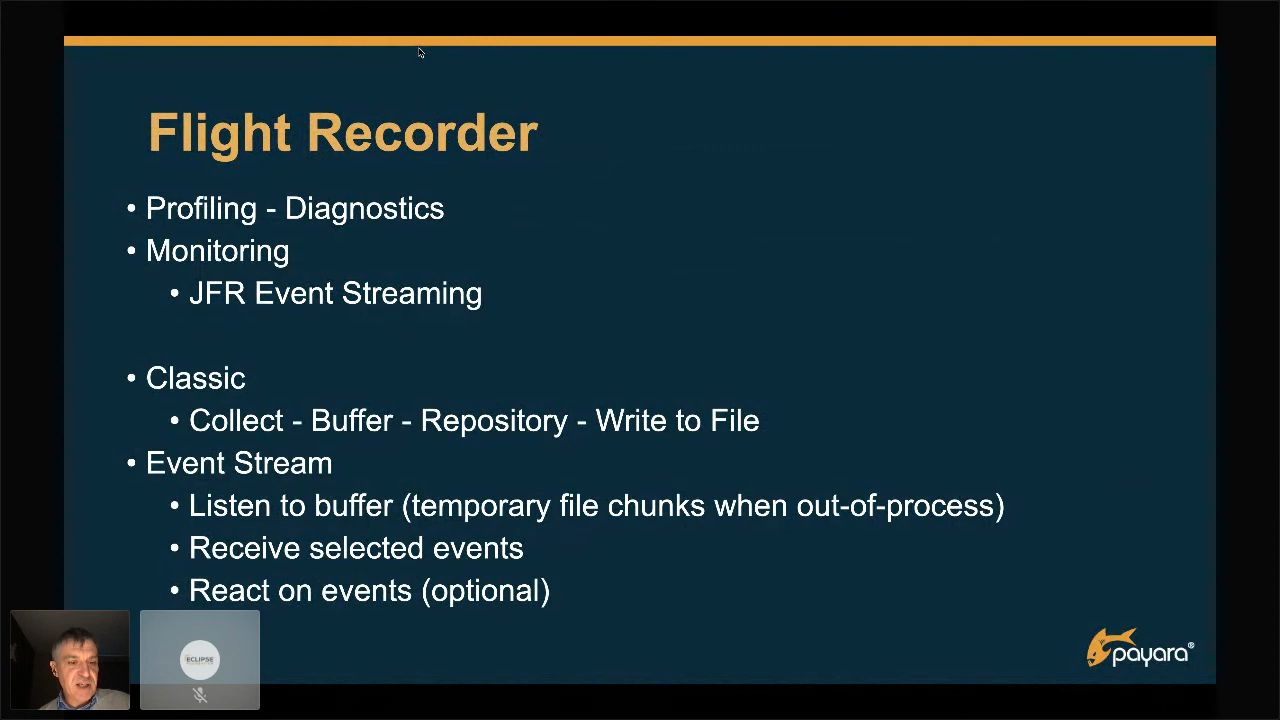 Flight Recorder
• Profiling - Diagnostics
• Monitoring
• JFR Event Streaming
• Classic
• Collect - Buffer - Repository - Write to File
• Event Stream
• Listen to buffer (temporary file chunks when out-of-process)
• Receive selected events
• React on events (optional)
ECLIPSE
payara®